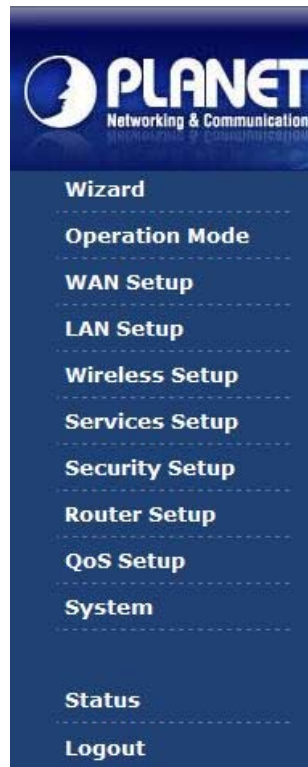 PLANET
Networking & Communication
Wizard
Operation Mode
WAN Setup
LAN Setup
Wireless Setup
Services Setup
Security Setup
Router Setup
QoS Setup
System
Status
Logout